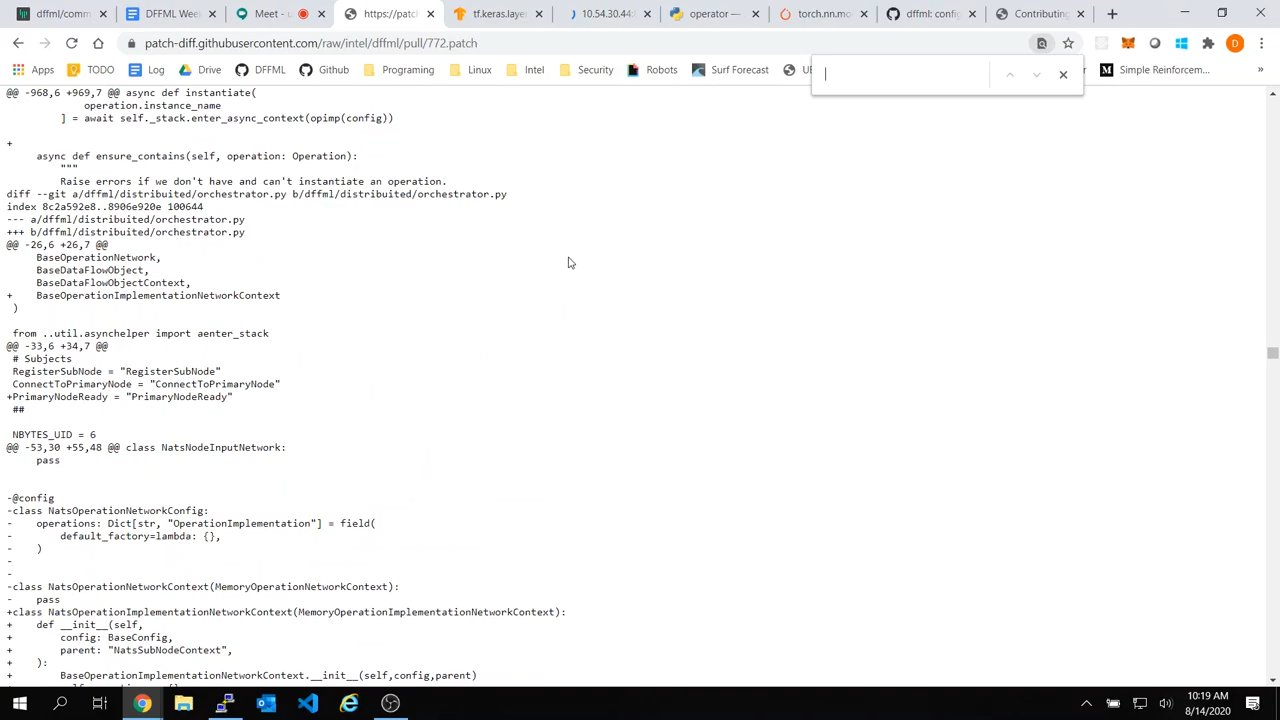 dffml/comm
DFFML Wee
Meet - u
https://patc
tf.keras.laye
10.54.30.44:
operator —
torch.nn.mo
dffml: config
Contributing
patch-diff.githubusercontent.com/raw/intel/dffml/pull/772.patch
D
Apps
TODO
Log
Drive
DFFML
Github
Programing
Linux
Intel
Security
Robots
Surf Forecast
Simple Reinforcem...
@@ -968,6 +969,7 @@ async def instantiate(
operation.instance_name
] = await self._stack.enter_async_context(opimp(config))
+
async def ensure_contains(self, operation: Operation):
"""
Raise errors if we don't have and can't instantiate an operation.
diff --git a/dffml/distribuited/orchestrator.py b/dffml/distribuited/orchestrator.py
index 8c2a592e8..8906e920e 100644
--- a/dffml/distribuited/orchestrator.py
+++ b/dffml/distribuited/orchestrator.py
@@ -26,6 +26,7 @@
BaseOperationNetwork,
BaseDataFlowObject,
BaseDataFlowObjectContext,
+    BaseOperationImplementationNetworkContext
)
from ..util.asynchelper import aenter_stack
@@ -33,6 +34,7 @@
# Subjects
RegisterSubNode = "RegisterSubNode"
ConnectToPrimaryNode = "ConnectToPrimaryNode"
+PrimaryNodeReady = "PrimaryNodeReady"
##
NBYTES_UID = 6
@@ -53,30 +55,48 @@ class NatsNodeInputNetwork:
pass
-@config
-class NatsOperationNetworkConfig:
-    operations: Dict[str, "OperationImplementation"] = field(
-        default_factory=lambda: {},
-    )
-
-
-class NatsOperationNetworkContext(MemoryOperationNetworkContext):
-    pass
+class NatsOperationImplementationNetworkContext(MemoryOperationImplementationNetworkContext):
+    def __init__(self,
+        config: BaseConfig,
+        parent: "NatsSubNodeContext",
+    ):
+        BaseOperationImplementationNetworkContext.__init__(self,config,parent)
10:19 AM
8/14/2020